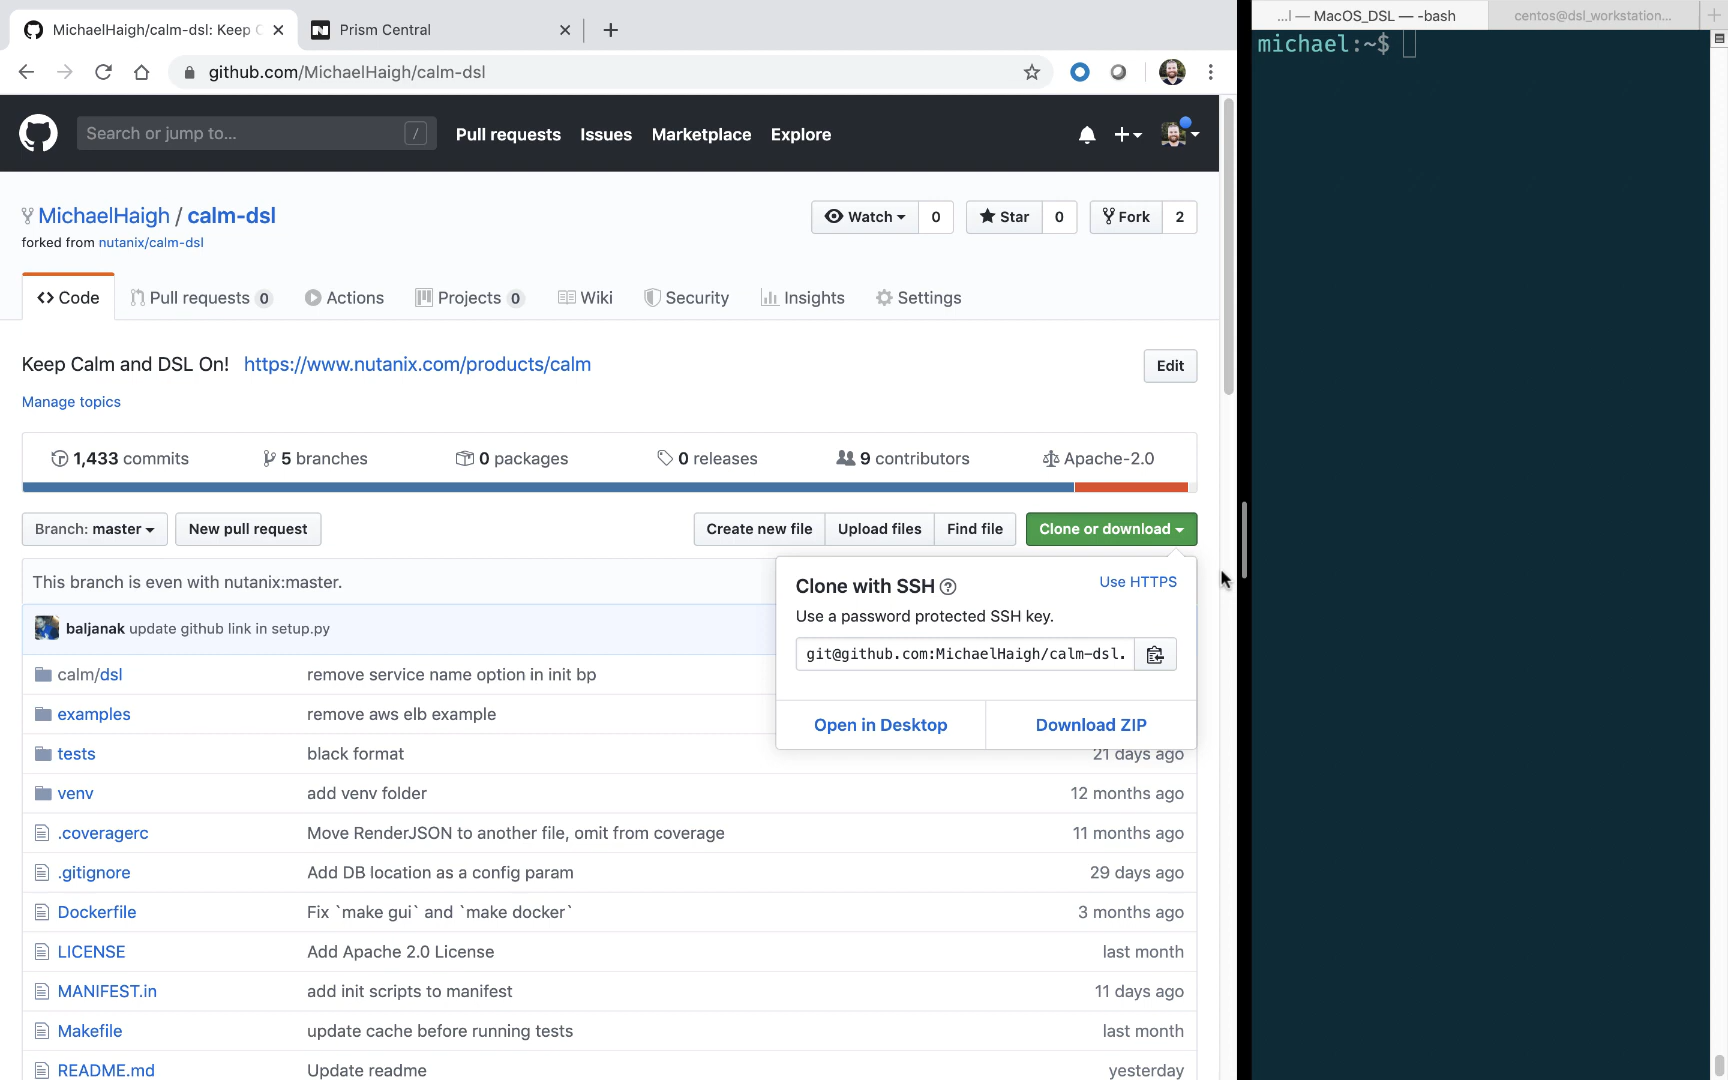 MichaelHaigh/calm-dsl: Keep
Prism Central
github.com/MichaelHaigh/calm-dsl
Search or jump to...
/
Pull requests
Issues
Marketplace
Explore
MichaelHaigh / calm-dsl
forked from nutanix/calm-dsl
Watch 0
Star 0
Fork 2
<> Code
Pull requests 0
Actions
Projects 0
Wiki
Security
Insights
Settings
Keep Calm and DSL On! https://www.nutanix.com/products/calm
Edit
Manage topics
1,433 commits
5 branches
0 packages
0 releases
9 contributors
Apache-2.0
Branch: master
New pull request
Create new file
Upload files
Find file
Clone or download
This branch is even with nutanix:master.
Clone with SSH ?
Use HTTPS
Use a password protected SSH key.
git@github.com:MichaelHaigh/calm-dsl.
Open in Desktop
Download ZIP
baljanak update github link in setup.py
calm/dsl remove service name option in init bp
examples remove aws elb example
tests black format 21 days ago
venv add venv folder 12 months ago
.coveragerc Move RenderJSON to another file, omit from coverage 11 months ago
.gitignore Add DB location as a config param 29 days ago
Dockerfile Fix `make gui` and `make docker` 3 months ago
LICENSE Add Apache 2.0 License last month
MANIFEST.in add init scripts to manifest 11 days ago
Makefile update cache before running tests last month
README.md Update readme yesterday
...l — MacOS_DSL — -bash
centos@dsl_workstation...
michael:~$